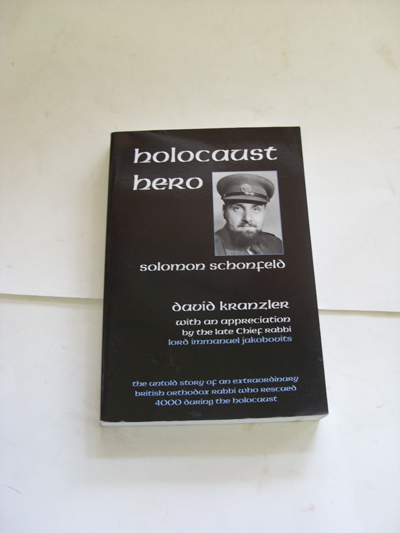 holocaust
hero
solomon schonfeld
david kranzler
with an appreciation
by the late Chief rabbi
lord immanuel jakobovits
the untold story of an extraordinary
british orthodox rabbi who rescued
4000 during the holocaust